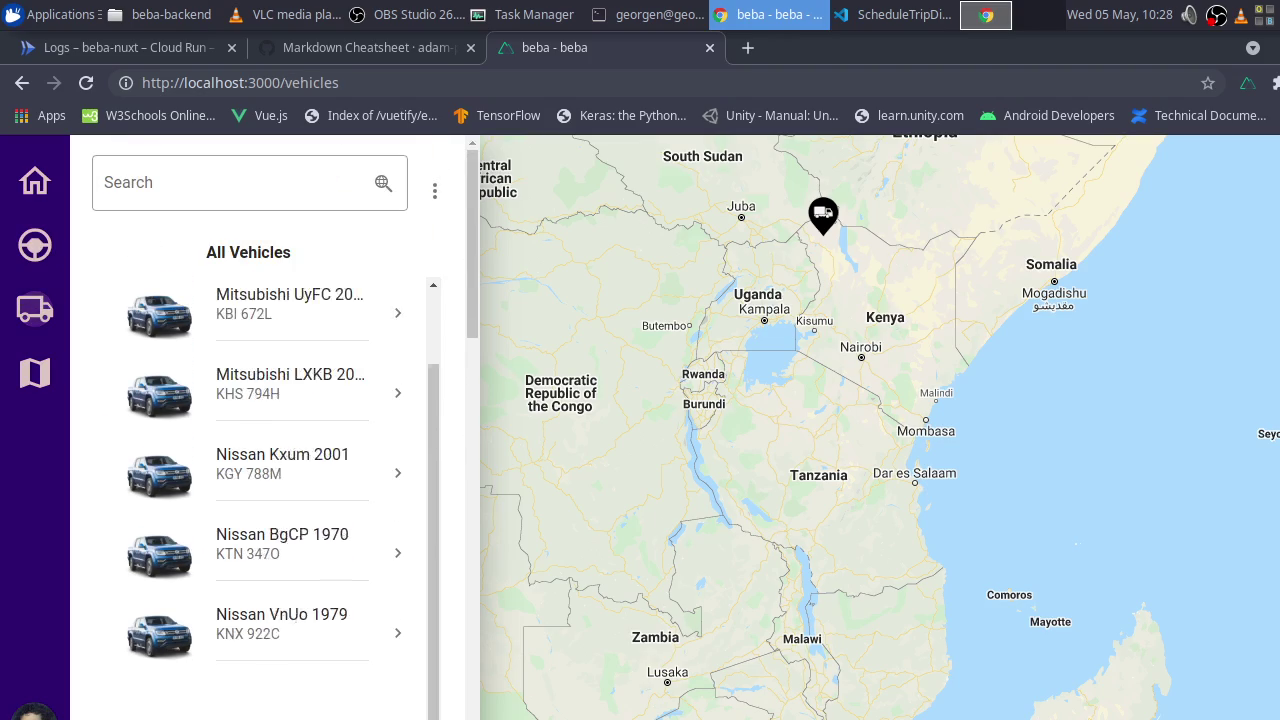 Applications
beba-backend
VLC media pla...
OBS Studio 26....
Task Manager
georgen@geo...
beba - beba - ...
ScheduleTripDi...
Wed 05 May, 10:28
Logs – beba-nuxt – Cloud Run –
Markdown Cheatsheet · adam-p
beba - beba
http://localhost:3000/vehicles
Apps
W3Schools Online...
Vue.js
Index of /vuetify/e...
TensorFlow
Keras: the Python...
Unity - Manual: Un...
learn.unity.com
Android Developers
Technical Docume...
Search
All Vehicles
Mitsubishi UyFC 20...
KBI 672L
Mitsubishi LXKB 20...
KHS 794H
Nissan Kxum 2001
KGY 788M
Nissan BgCP 1970
KTN 347O
Nissan VnUo 1979
KNX 922C
Ethiopia
South Sudan
entral
rican
public
Juba
Somalia
Mogadishu
مقديشو
Uganda
Kampala
Kisumu
Kenya
Butembo
Nairobi
Rwanda
Democratic
Republic of
the Congo
Burundi
Malindi
Mombasa
Seyc
Tanzania
Dar es Salaam
Comoros
Mayotte
Zambia
Malawi
Lusaka